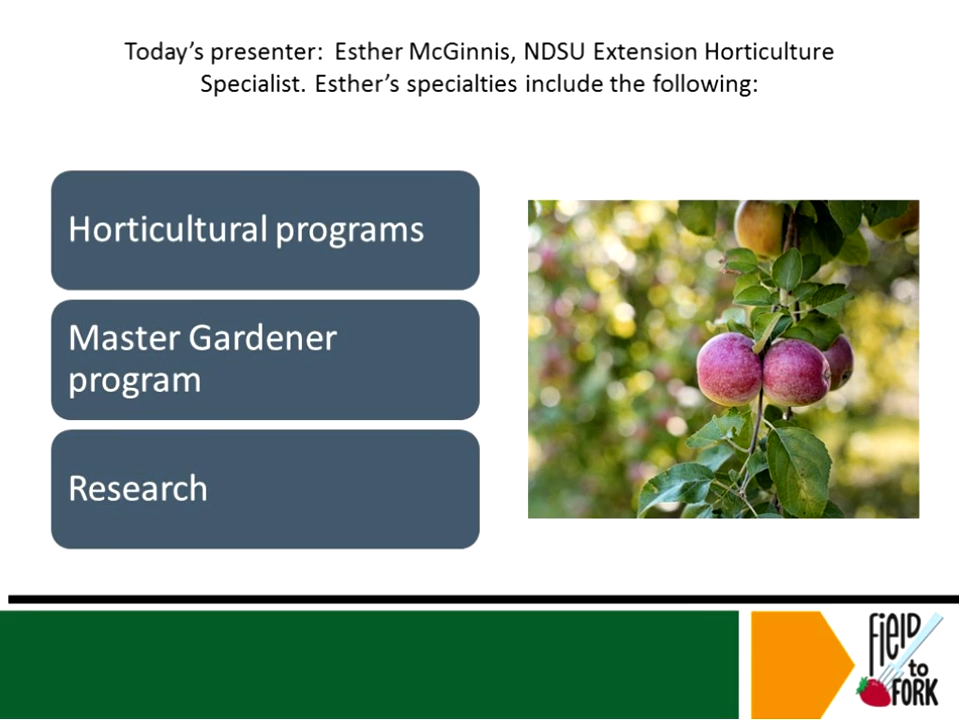 Today’s presenter:  Esther McGinnis, NDSU Extension Horticulture
Specialist. Esther’s specialties include the following:
Horticultural programs
Master Gardener
program
Research
FiELD
to
FORK